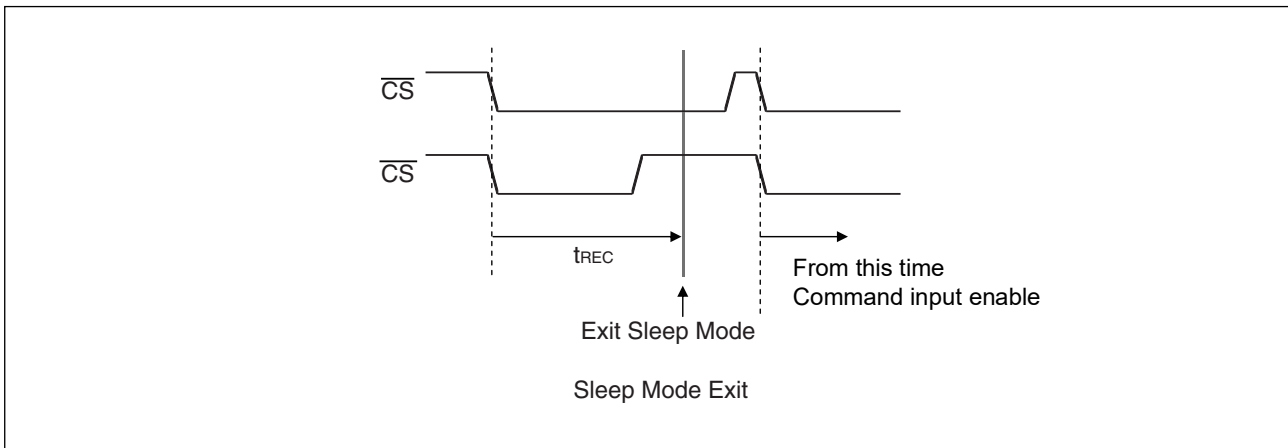 CS
CS
tREC
From this time
Command input enable
Exit Sleep Mode
Sleep Mode Exit